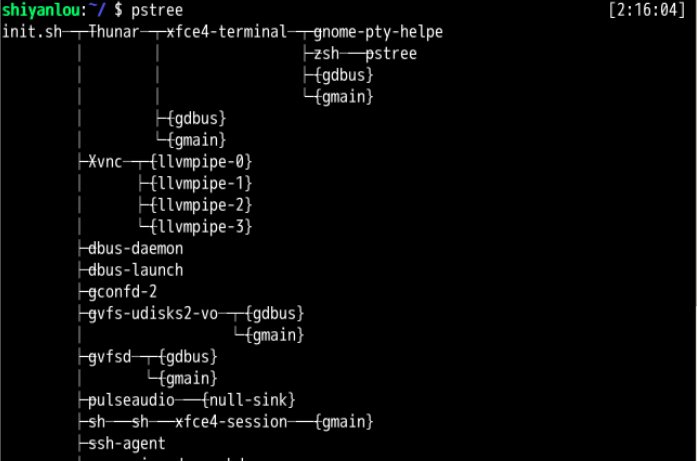 shiyanlou:~/ $ pstree [2:16:04]
init.sh─┬─Thunar─┬─xfce4-terminal─┬─gnome-pty-helpe
        │        │                ├─zsh───pstree
        │        │                ├─{gdbus}
        │        │                └─{gmain}
        │        ├─{gdbus}
        │        └─{gmain}
        ├─Xvnc─┬─{llvmpipe-0}
        │      ├─{llvmpipe-1}
        │      ├─{llvmpipe-2}
        │      └─{llvmpipe-3}
        ├─dbus-daemon
        ├─dbus-launch
        ├─gconfd-2
        ├─gvfs-udisks2-vo─┬─{gdbus}
        │                 └─{gmain}
        ├─gvfsd─┬─{gdbus}
        │       └─{gmain}
        ├─pulseaudio───{null-sink}
        ├─sh───sh───xfce4-session───{gmain}
        ├─ssh-agent